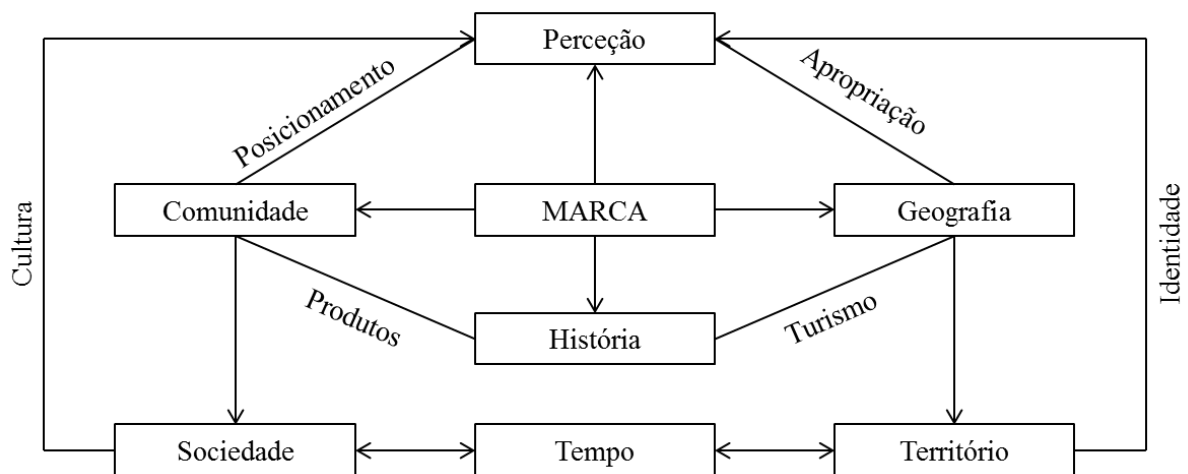 Perceção
Posicionamento
Apropriação
Cultura
Comunidade
MARCA
Geografia
Identidade
Produtos
História
Turismo
Sociedade
Tempo
Território